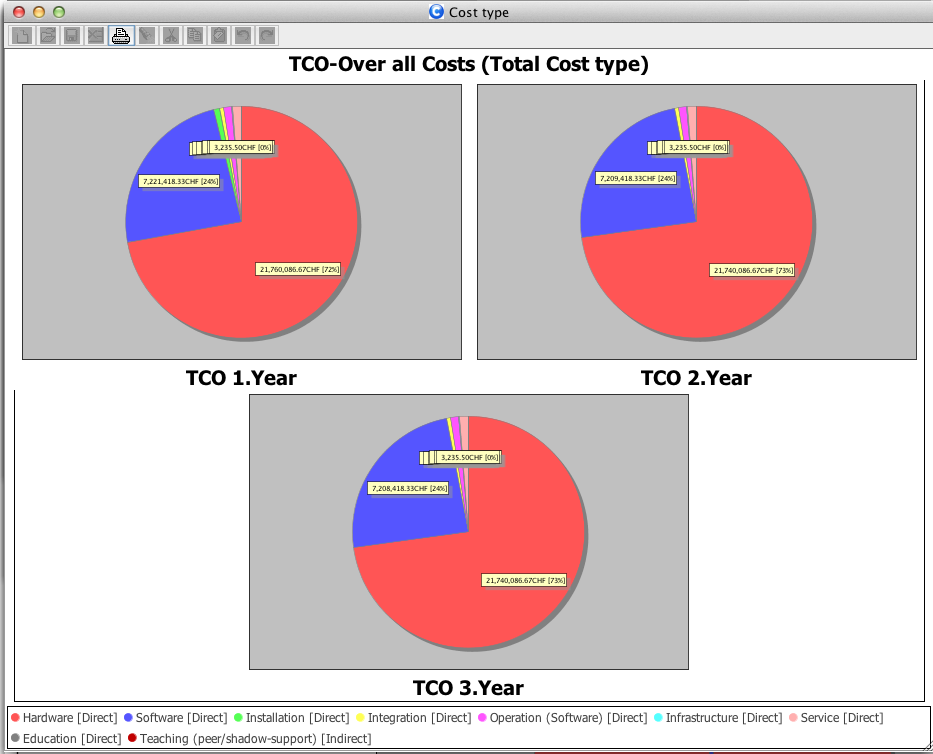 Cost type
TCO-Over all Costs (Total Cost type)
3,235.50CHF [0%]
7,221,418.33CHF [24%]
21,760,086.67CHF [72%]
TCO 1.Year
3,235.50CHF [0%]
7,209,418.33CHF [24%]
21,740,086.67CHF [73%]
TCO 2.Year
3,235.50CHF [0%]
7,208,418.33CHF [24%]
21,740,086.67CHF [73%]
TCO 3.Year
Hardware [Direct] Software [Direct] Installation [Direct] Integration [Direct] Operation (Software) [Direct] Infrastructure [Direct] Service [Direct]
Education [Direct] Teaching (peer/shadow-support) [Indirect]